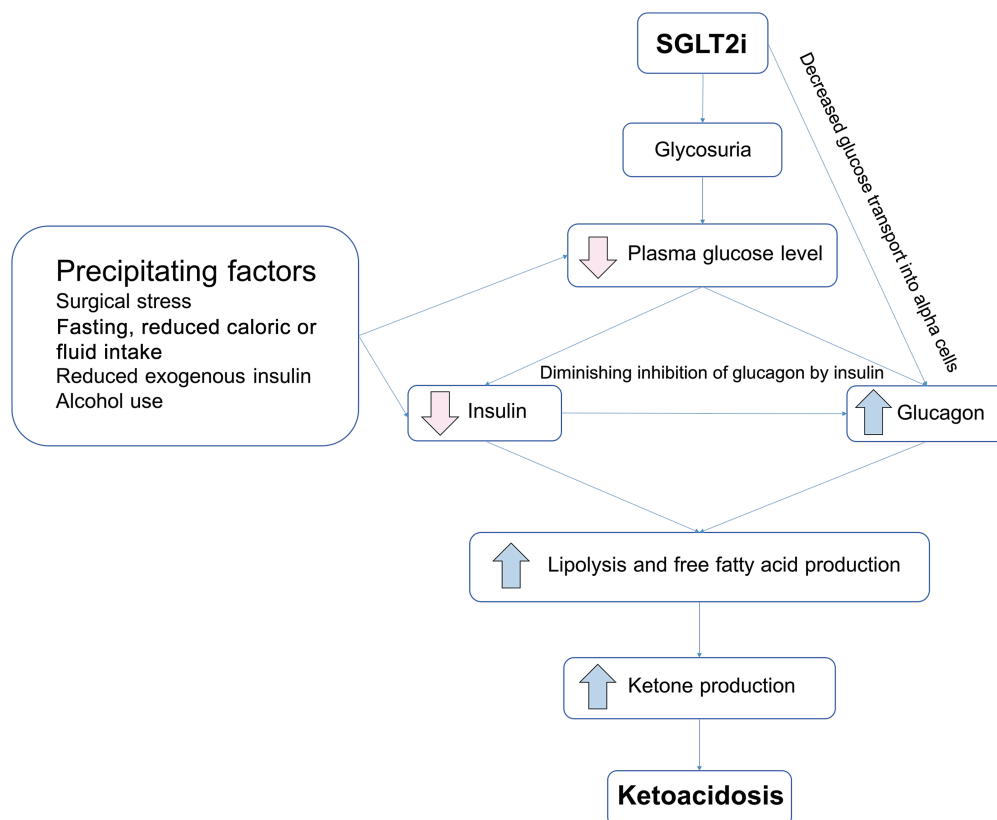 SGLT2i
Decreased glucose transport into alpha cells
Glycosuria
Plasma glucose level
Precipitating factors
Surgical stress
Fasting, reduced caloric or
fluid intake
Reduced exogenous insulin
Alcohol use
Diminishing inhibition of glucagon by insulin
Insulin
Glucagon
Lipolysis and free fatty acid production
Ketone production
Ketoacidosis